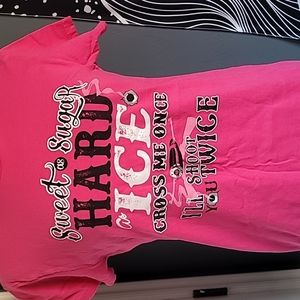 Sweet as Sugar
HARD
as ICE
CROSS ME ONCE
I'LL SHOOT
YOU TWICE